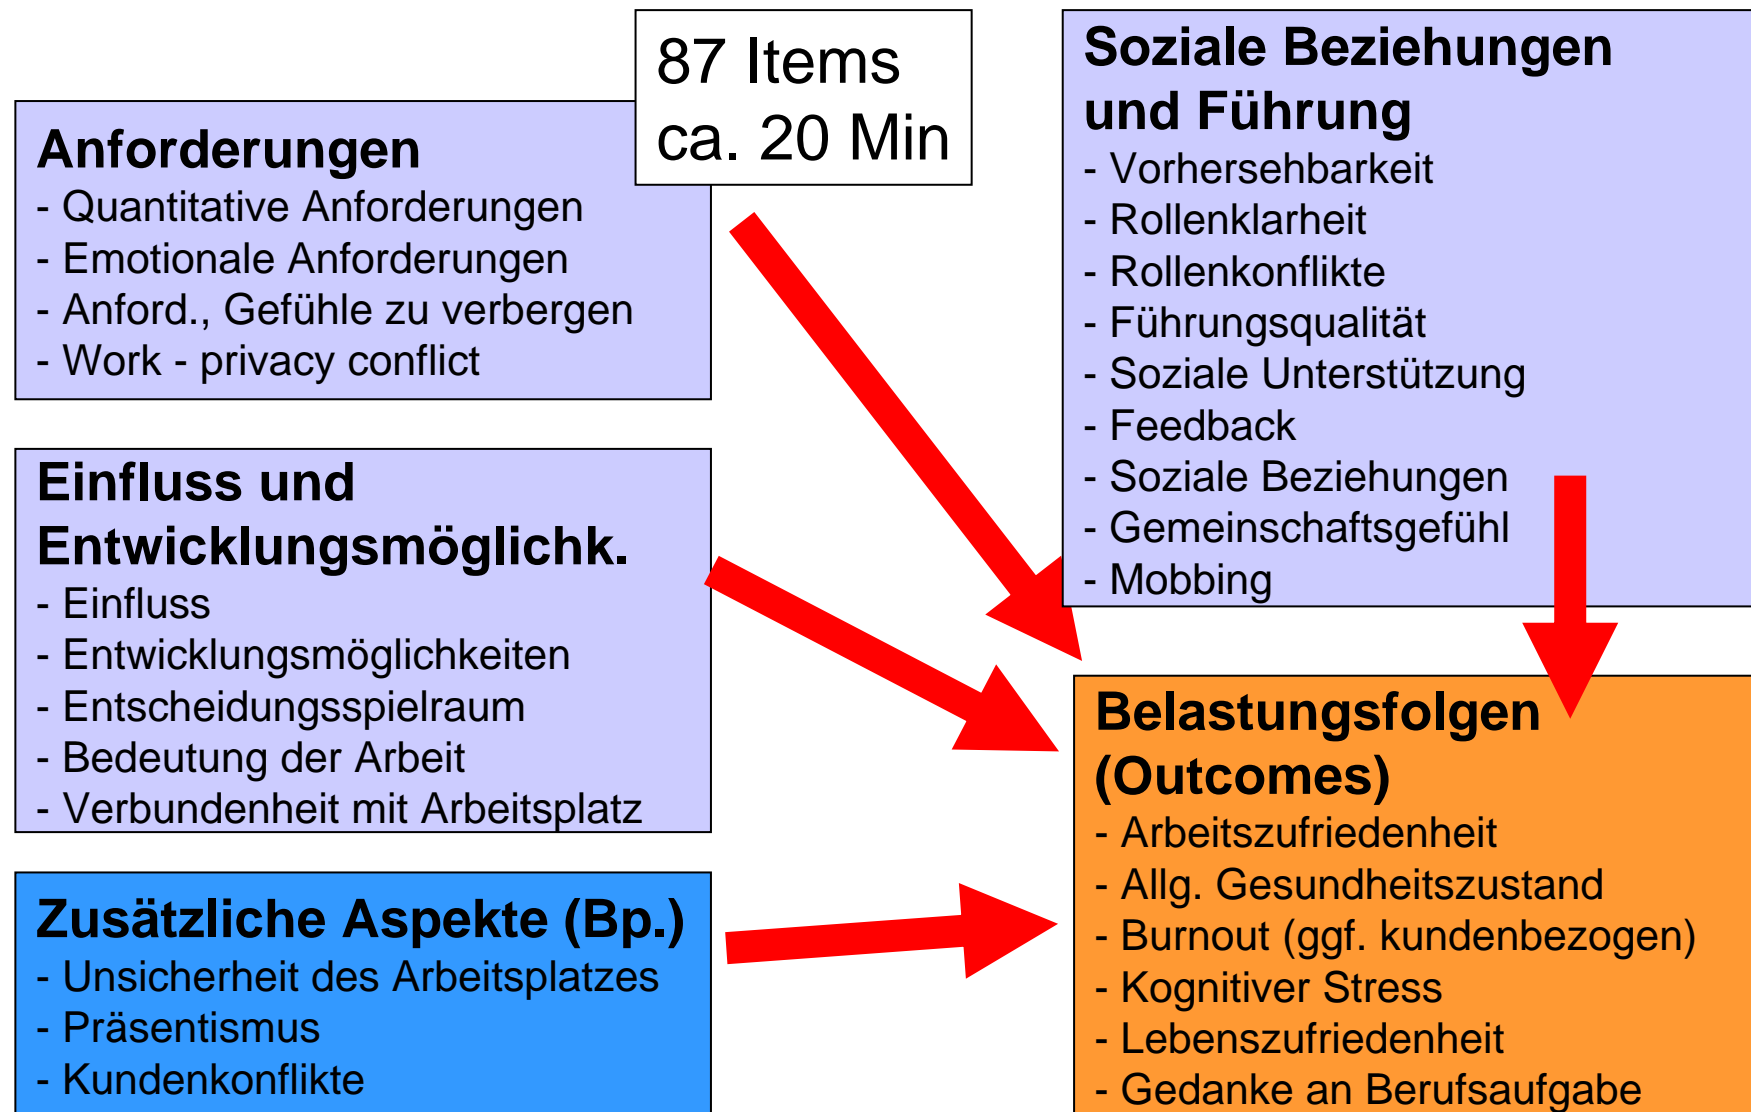 87 Items
ca. 20 Min
Anforderungen
- Quantitative Anforderungen
- Emotionale Anforderungen
- Anford., Gefühle zu verbergen
- Work - privacy conflict
Einfluss und
Entwicklungsmöglichk.
- Einfluss
- Entwicklungsmöglichkeiten
- Entscheidungsspielraum
- Bedeutung der Arbeit
- Verbundenheit mit Arbeitsplatz
Zusätzliche Aspekte (Bp.)
- Unsicherheit des Arbeitsplatzes
- Präsentismus
- Kundenkonflikte
Soziale Beziehungen
und Führung
- Vorhersehbarkeit
- Rollenklarheit
- Rollenkonflikte
- Führungsqualität
- Soziale Unterstützung
- Feedback
- Soziale Beziehungen
- Gemeinschaftsgefühl
- Mobbing
Belastungsfolgen
(Outcomes)
- Arbeitszufriedenheit
- Allg. Gesundheitszustand
- Burnout (ggf. kundenbezogen)
- Kognitiver Stress
- Lebenszufriedenheit
- Gedanke an Berufsaufgabe